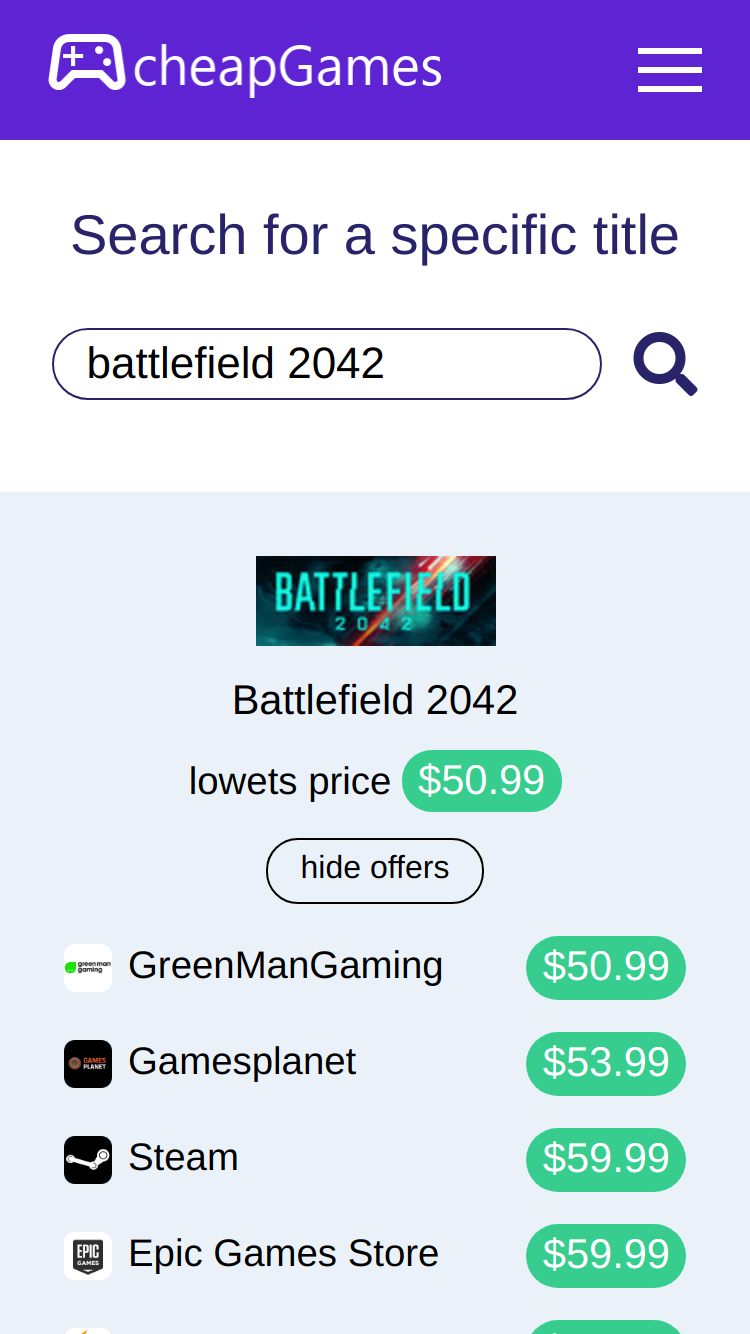 cheapGames
Search for a specific title
battlefield 2042
BATTLEFIELD
2042
Battlefield 2042
lowets price $50.99
hide offers
green man
gaming
GreenManGaming $50.99
GAMES
PLANET
Gamesplanet $53.99
Steam $59.99
EPIC
GAMES
Epic Games Store $59.99